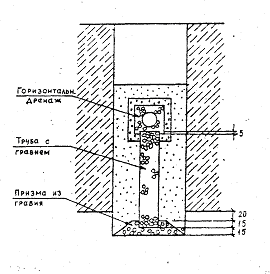 Горизонтальн.
дренаж
5
Труба с
гравием
Призма из
гравия
20
15
15